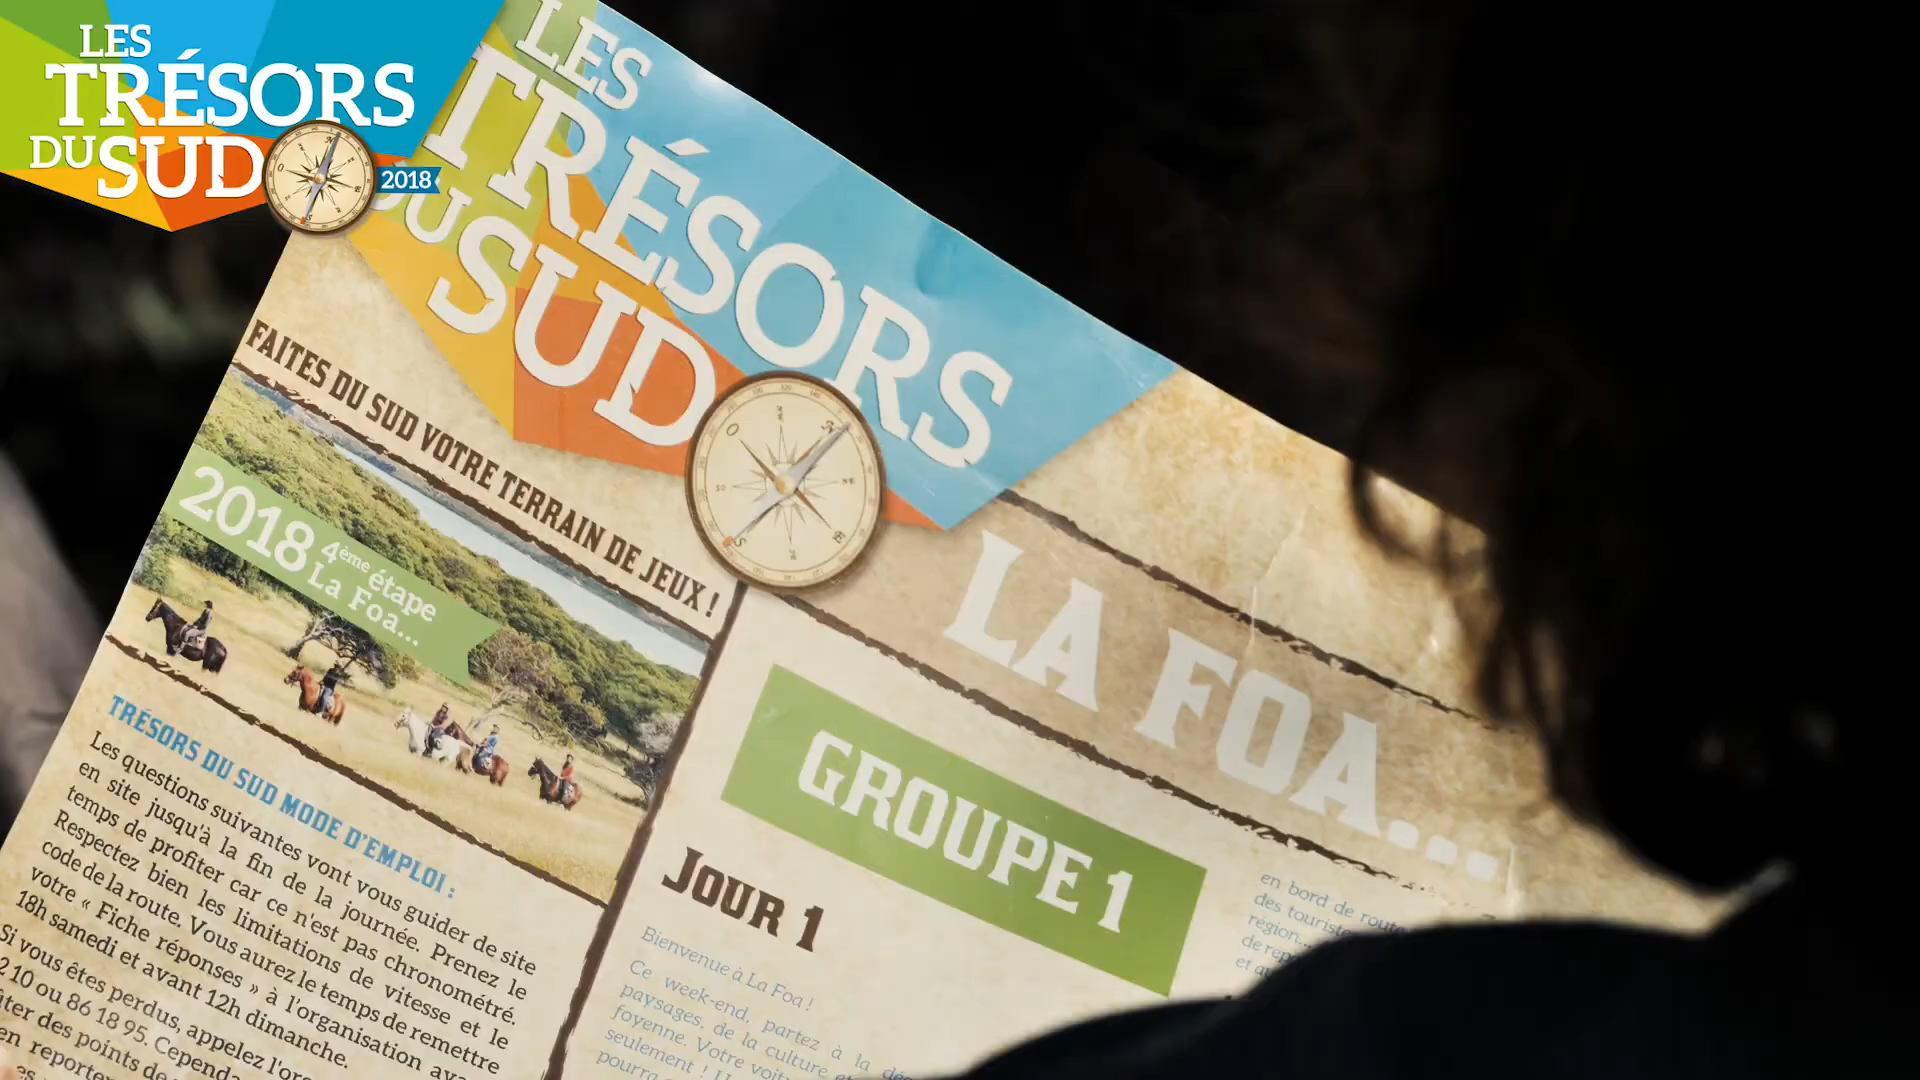 LES
TRÉSORS
DU SUD
2018
LES
TRÉSORS
DU
SUD
FAITES DU SUD VOTRE TERRAIN DE JEUX !
2018 4ème étape
La Foa...
TRÉSORS DU SUD MODE D'EMPLOI :
Les questions suivantes vont vous guider de site
en site jusqu'à la fin de la journée. Prenez le
temps de profiter car ce n'est pas chronométré.
Respectez bien les limitations de vitesse et le
code de la route. Vous aurez le temps de remettre
votre « Fiche réponses » à l'organisation
18h samedi et avant 12h dimanche.
Si vous êtes perdus, appelez
10 ou 86 18 95.
des points de
en
LA FOA...
GROUPE 1
JOUR 1
Bienvenue à La Foa !
Ce week-end, partez à la
paysages, de la culture
foyenne. Votre
seulement !
en bord de
des
région...
de
et